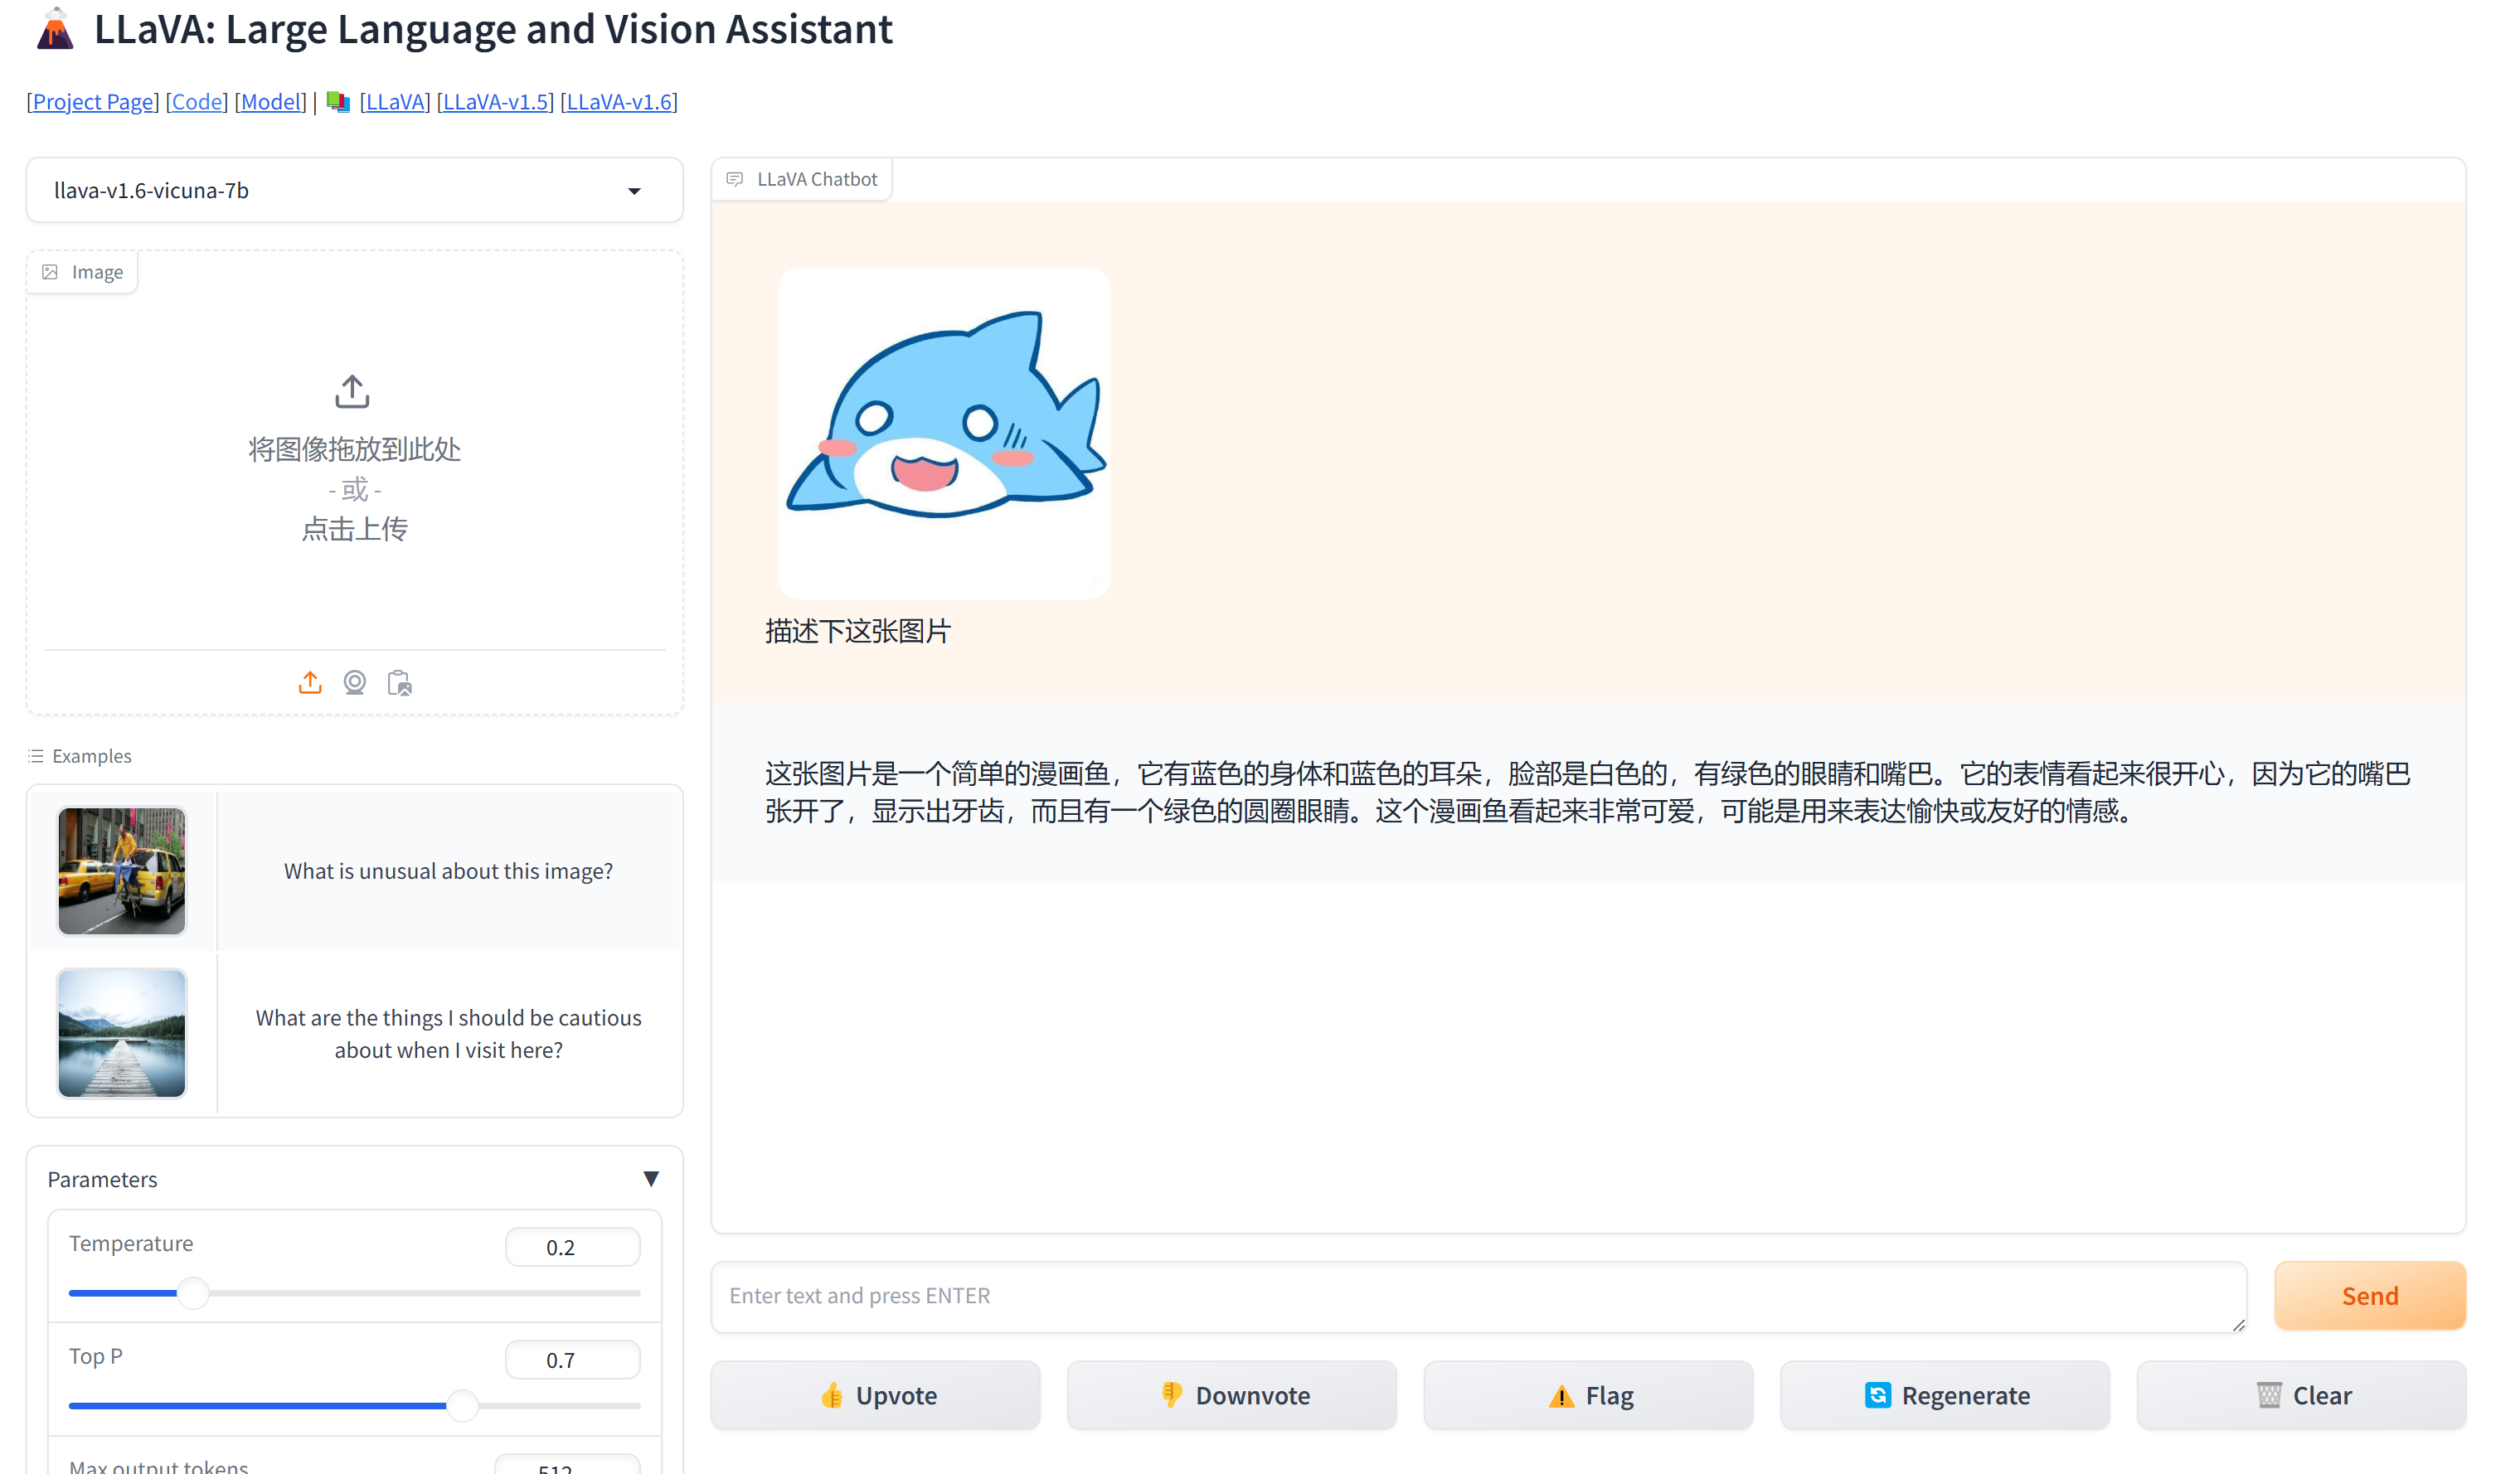 LLaVA: Large Language and Vision Assistant
[Project Page] [Code] [Model] | [LLaVA] [LLaVA-v1.5] [LLaVA-v1.6]
llava-v1.6-vicuna-7b
Image
将图像拖放到此处
- 或 -
点击上传
Examples
What is unusual about this image?
What are the things I should be cautious
about when I visit here?
Parameters
Temperature
0.2
Top P
0.7
Max output tokens
512
LLaVA Chatbot
描述下这张图片
这张图片是一个简单的漫画鱼，它有蓝色的身体和蓝色的耳朵，脸部是白色的，有绿色的眼睛和嘴巴。它的表情看起来很开心，因为它的嘴巴
张开了，显示出牙齿，而且有一个绿色的圆圈眼睛。这个漫画鱼看起来非常可爱，可能是用来表达愉快或友好的情感。
Enter text and press ENTER
Send
Upvote
Downvote
Flag
Regenerate
Clear